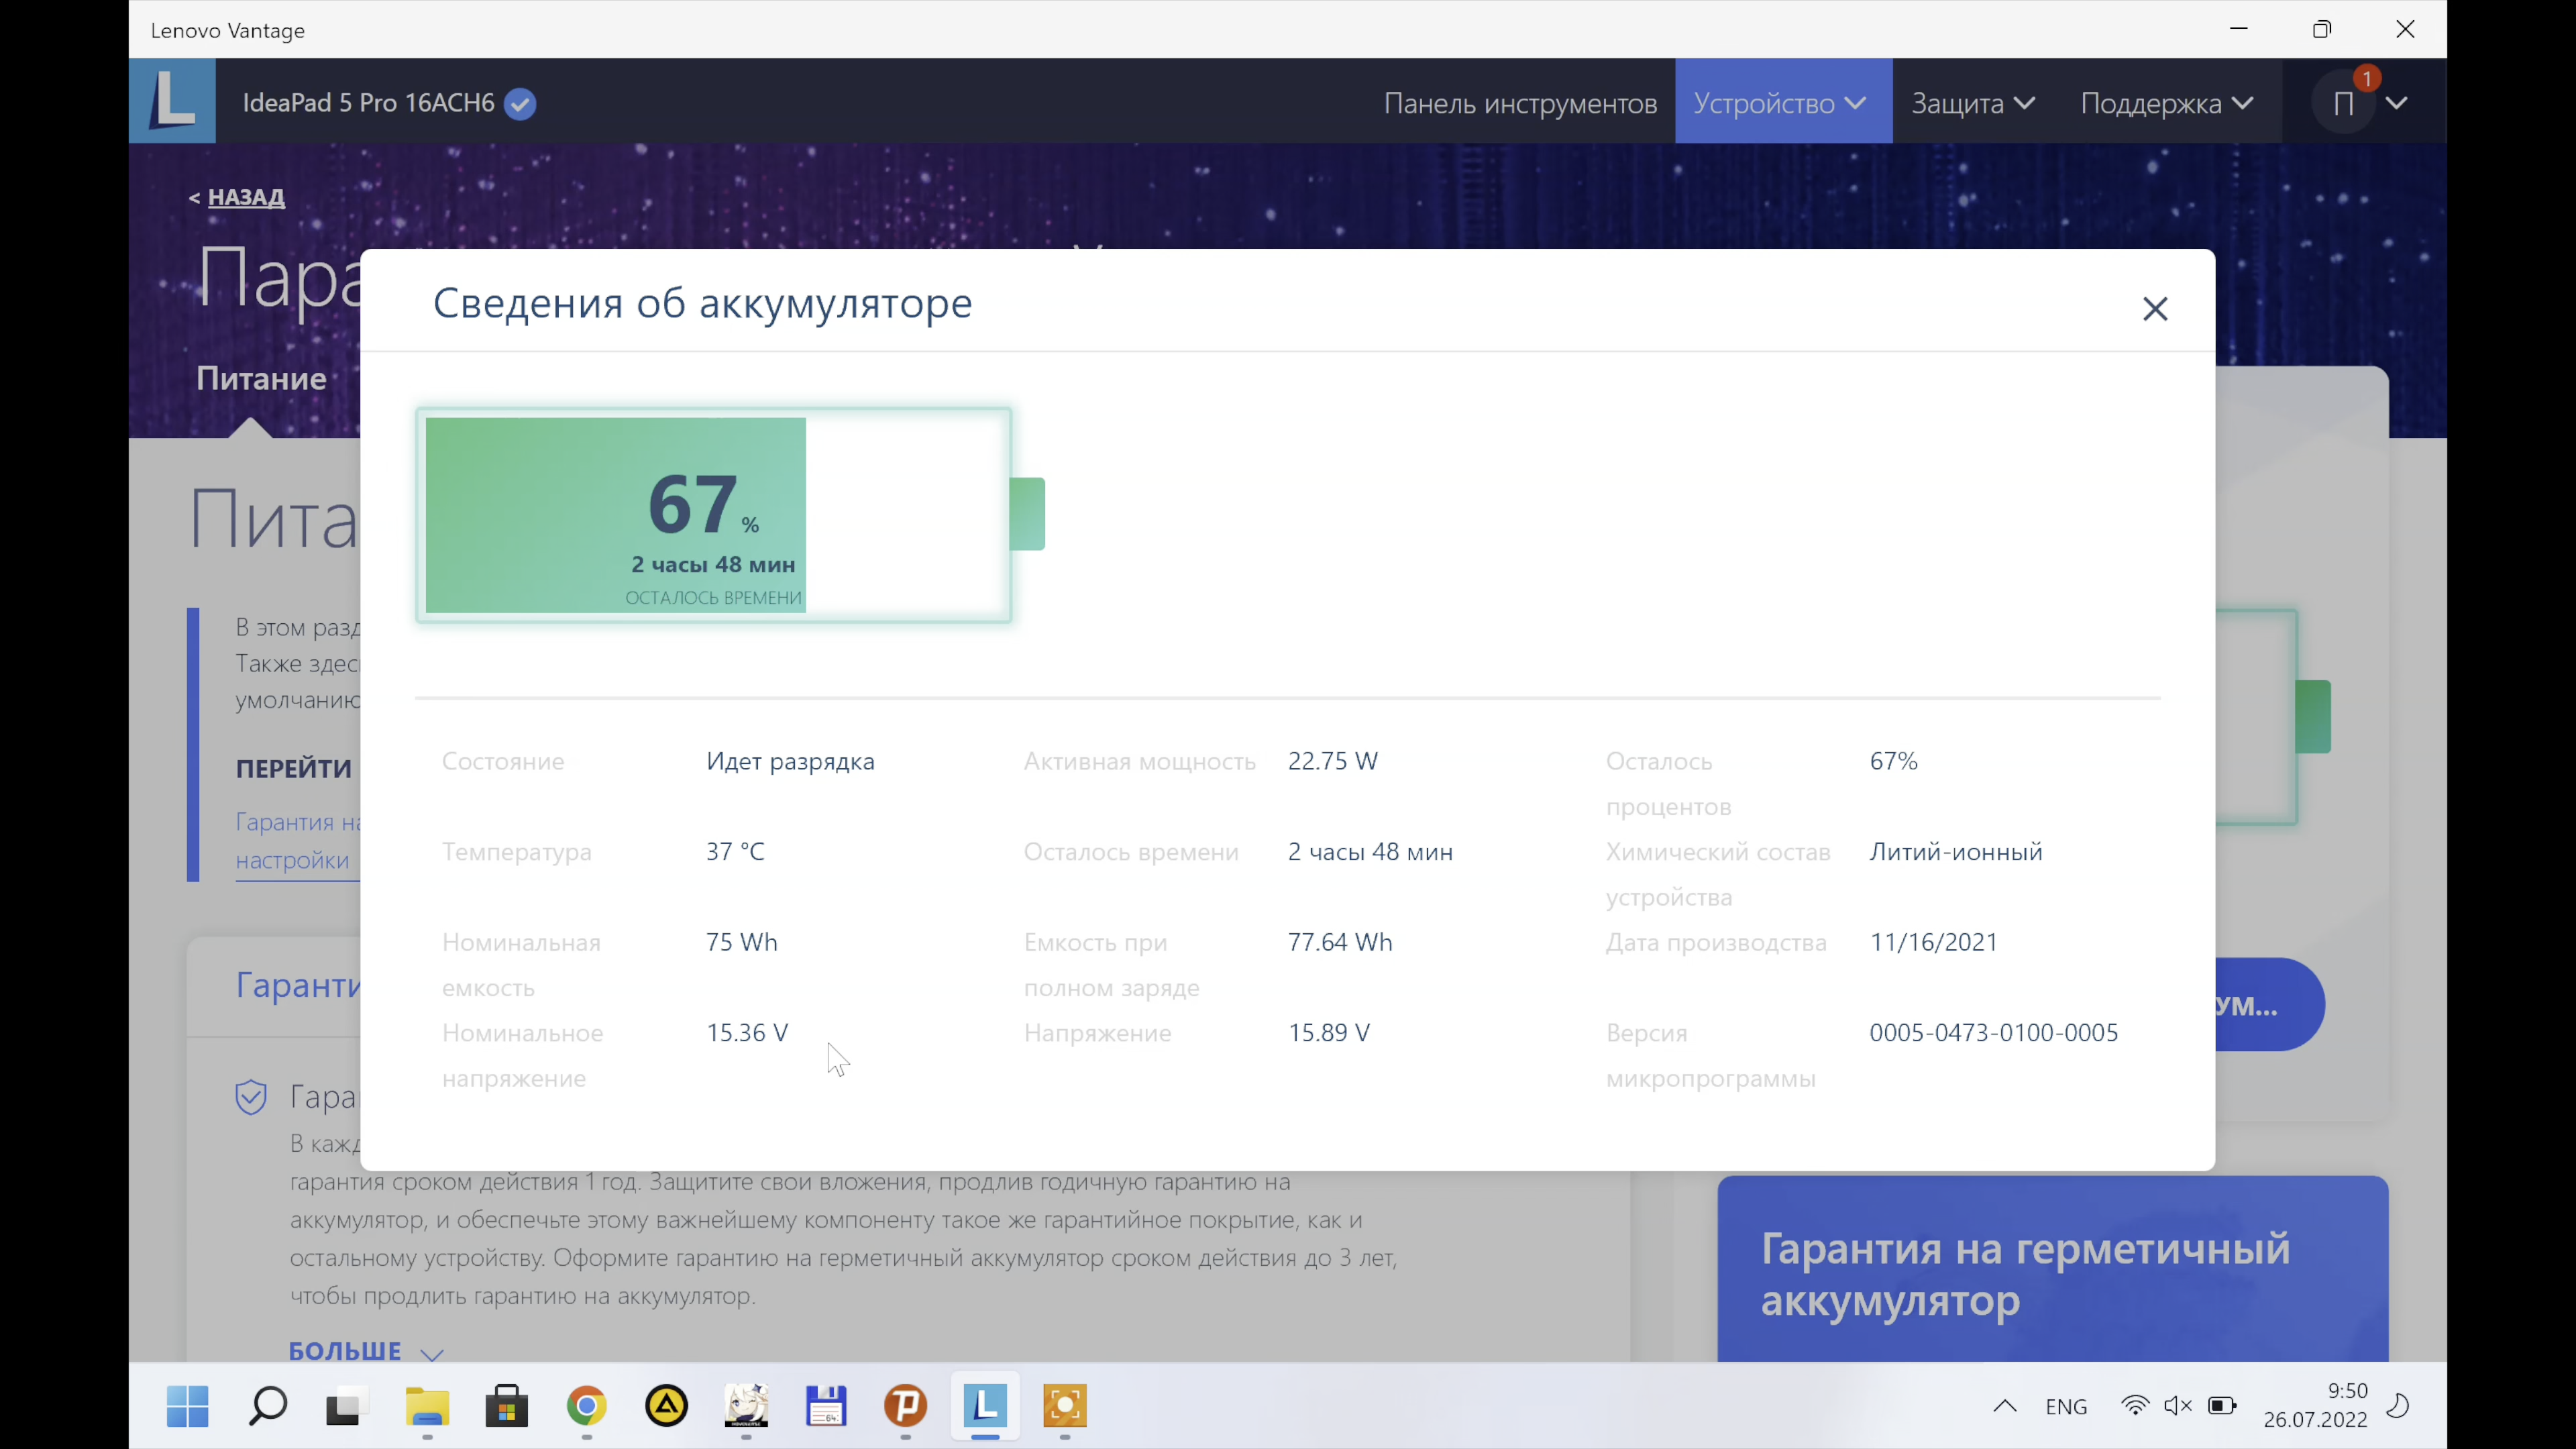 Lenovo Vantage
IdeaPad 5 Pro 16ACH6
Панель инструментов
Устройство
Защита
Поддержка
П
1
< НАЗАД
Пара
Сведения об аккумуляторе
Питание
67 %
2 часы 48 мин
ОСТАЛОСЬ ВРЕМЕНИ
Пита
В этом разд
Также здес
умолчанию
ПЕРЕЙТИ
Гарантия на
настройки
Состояние Идет разрядка
Активная мощность 22.75 W
Осталось процентов 67%
Температура 37 °C
Осталось времени 2 часы 48 мин
Химический состав устройства Литий-ионный
Номинальная емкость 75 Wh
Емкость при полном заряде 77.64 Wh
Дата производства 11/16/2021
Номинальное напряжение 15.36 V
Напряжение 15.89 V
Версия микропрограммы 0005-0473-0100-0005
УМ...
Гаранти
Гара
В кажд
гарантия сроком действия 1 год. Защитите свои вложения, продлив годичную гарантию на
аккумулятор, и обеспечьте этому важнейшему компоненту такое же гарантийное покрытие, как и
остальному устройству. Оформите гарантию на герметичный аккумулятор сроком действия до 3 лет,
чтобы продлить гарантию на аккумулятор.
БОЛЬШЕ
Гарантия на герметичный
аккумулятор
ENG
9:50
26.07.2022